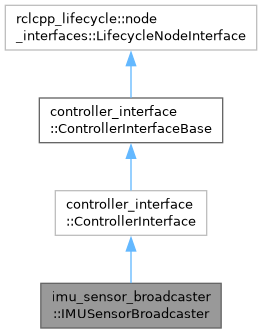 rclcpp_lifecycle::node
_interfaces::LifecycleNodeInterface
controller_interface
::ControllerInterfaceBase
controller_interface
::ControllerInterface
imu_sensor_broadcaster
::IMUSensorBroadcaster